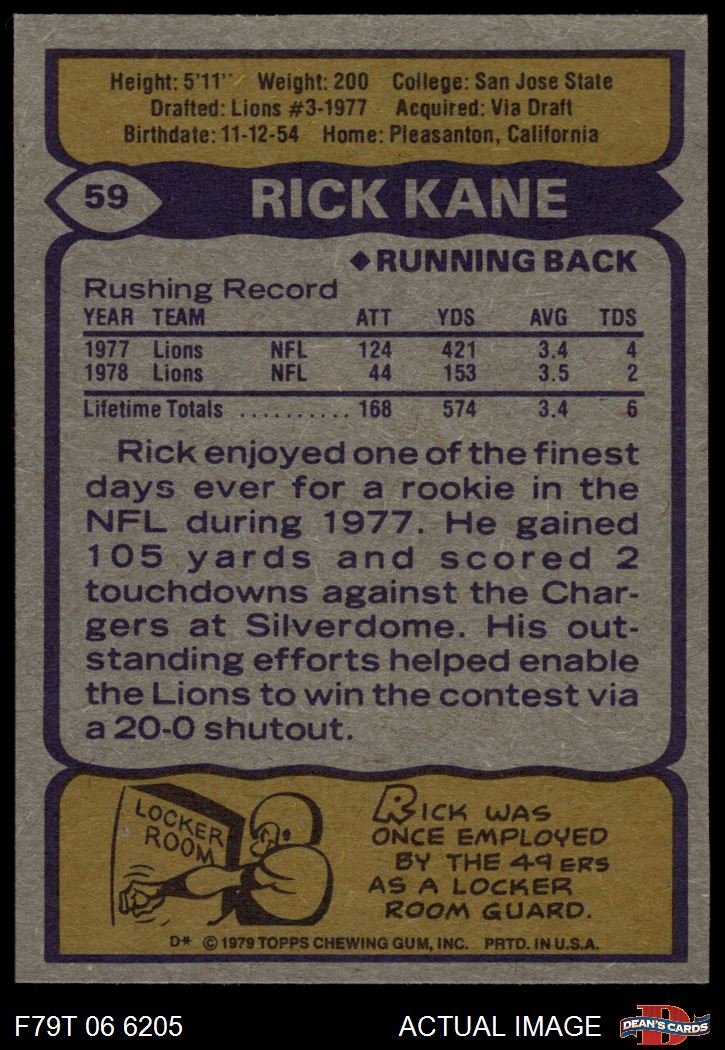 Height: 5'11" Weight: 200 College: San Jose State
Drafted: Lions #3-1977 Acquired: Via Draft
Birthdate: 11-12-54 Home: Pleasanton, California
59 RICK KANE
◆RUNNING BACK
Rushing Record
YEAR TEAM ATT YDS AVG TDS
1977 Lions NFL 124 421 3.4 4
1978 Lions NFL 44 153 3.5 2
Lifetime Totals .......... 168 574 3.4 6
Rick enjoyed one of the finest
days ever for a rookie in the
NFL during 1977. He gained
105 yards and scored 2
touchdowns against the Char-
gers at Silverdome. His out-
standing efforts helped enable
the Lions to win the contest via
a 20-0 shutout.
LOCKER
ROOM
RICK WAS
ONCE EMPLOYED
BY THE 49ERS
AS A LOCKER
ROOM GUARD.
D* © 1979 TOPPS CHEWING GUM, INC. PRTD. IN U.S.A.
F79T 06 6205 ACTUAL IMAGE DEAN'S CARDS